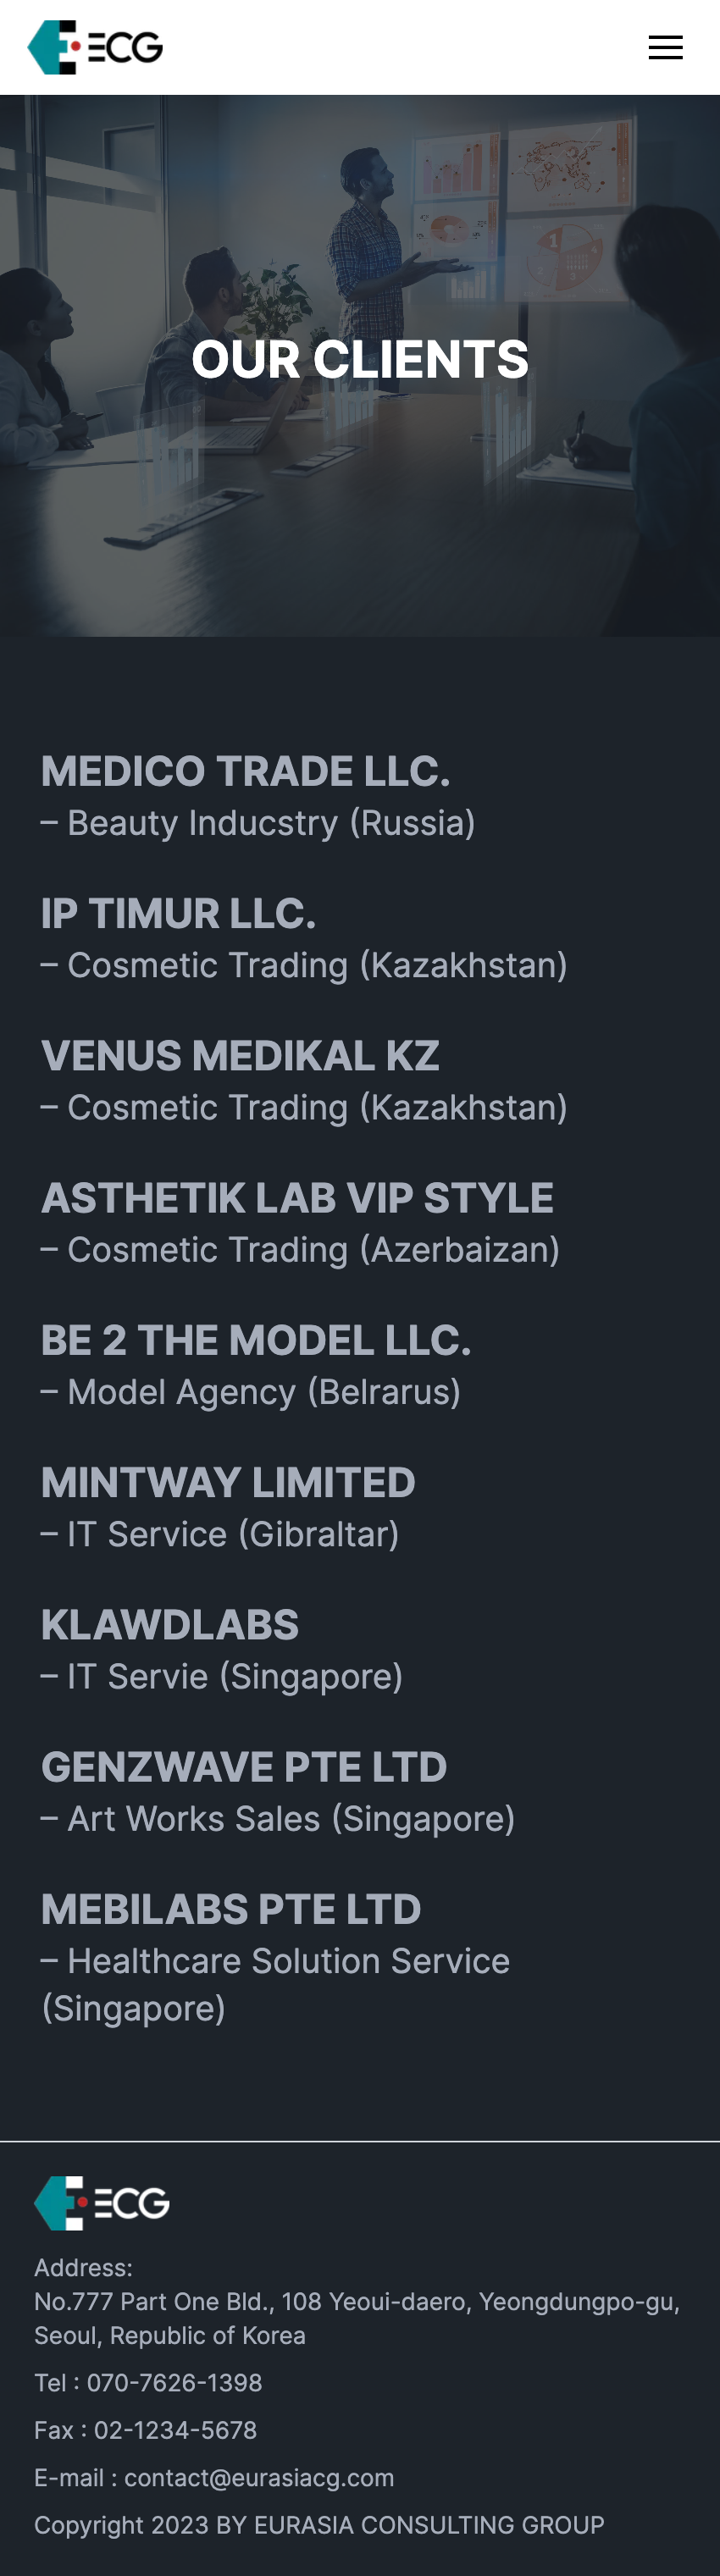 ECG
OUR CLIENTS
MEDICO TRADE LLC.
– Beauty Inducstry (Russia)
IP TIMUR LLC.
– Cosmetic Trading (Kazakhstan)
VENUS MEDIKAL KZ
– Cosmetic Trading (Kazakhstan)
ASTHETIK LAB VIP STYLE
– Cosmetic Trading (Azerbaizan)
BE 2 THE MODEL LLC.
– Model Agency (Belrarus)
MINTWAY LIMITED
– IT Service (Gibraltar)
KLAWDLABS
– IT Servie (Singapore)
GENZWAVE PTE LTD
– Art Works Sales (Singapore)
MEBILABS PTE LTD
– Healthcare Solution Service
(Singapore)
ECG
Address:
No.777 Part One Bld., 108 Yeoui-daero, Yeongdungpo-gu,
Seoul, Republic of Korea
Tel : 070-7626-1398
Fax : 02-1234-5678
E-mail : contact@eurasiacg.com
Copyright 2023 BY EURASIA CONSULTING GROUP